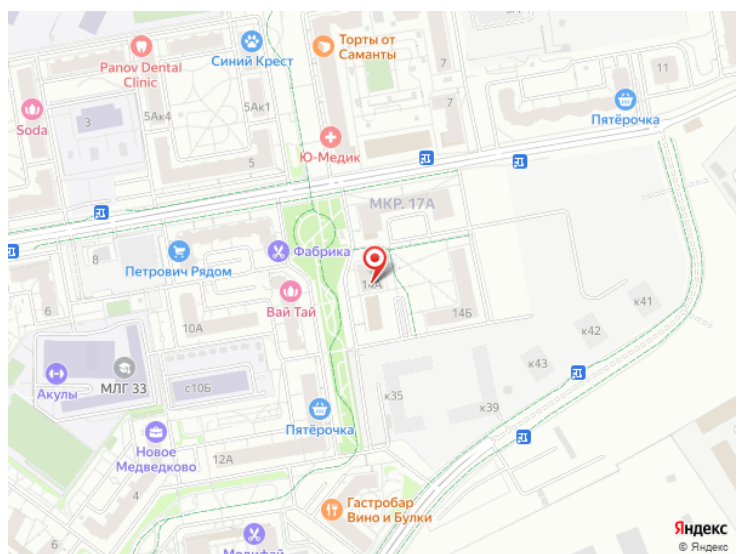 Panov Dental
Clinic
Синий Крест
Торты от
Саманты
11
7
7
Пятёрочка
5Ак4
5Ак1
Soda
3
5
Ю-Медик
МКР. 17А
Фабрика
8
Петрович Рядом
14А
6
Вай Тай
10А
14Б
к41
к42
к43
МЛГ 33
Акулы
с10Б
к35
к39
Пятёрочка
Новое
Медведково
12А
Гастробар
Вино и Булки
4
6
Яндекс
© Яндекс